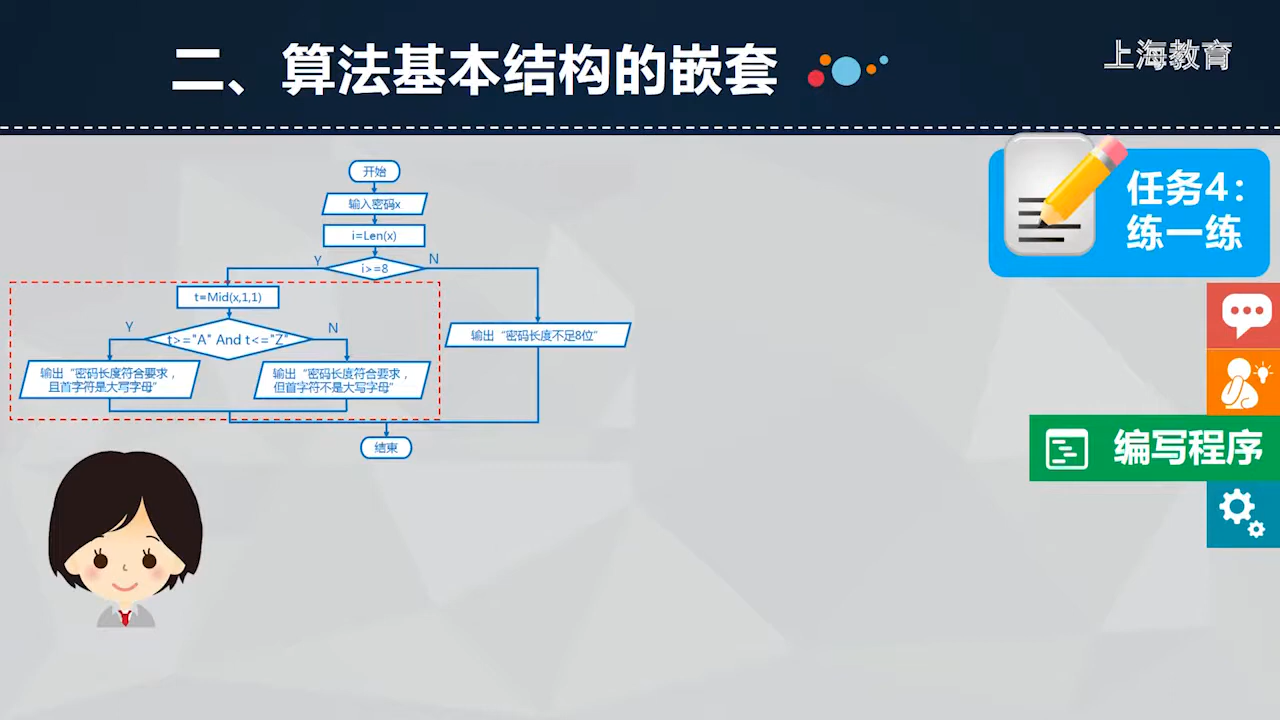 二、算法基本结构的嵌套
上海教育
任务4：
练一练
开始
输入密码x
i=Len(x)
Y
i>=8
N
t=Mid(x,1,1)
Y
t>="A" And t<="Z"
N
输出“密码长度不足8位”
输出“密码长度符合要求，
且首字符是大写字母”
输出“密码长度符合要求，
但首字符不是大写字母”
结束
编写程序